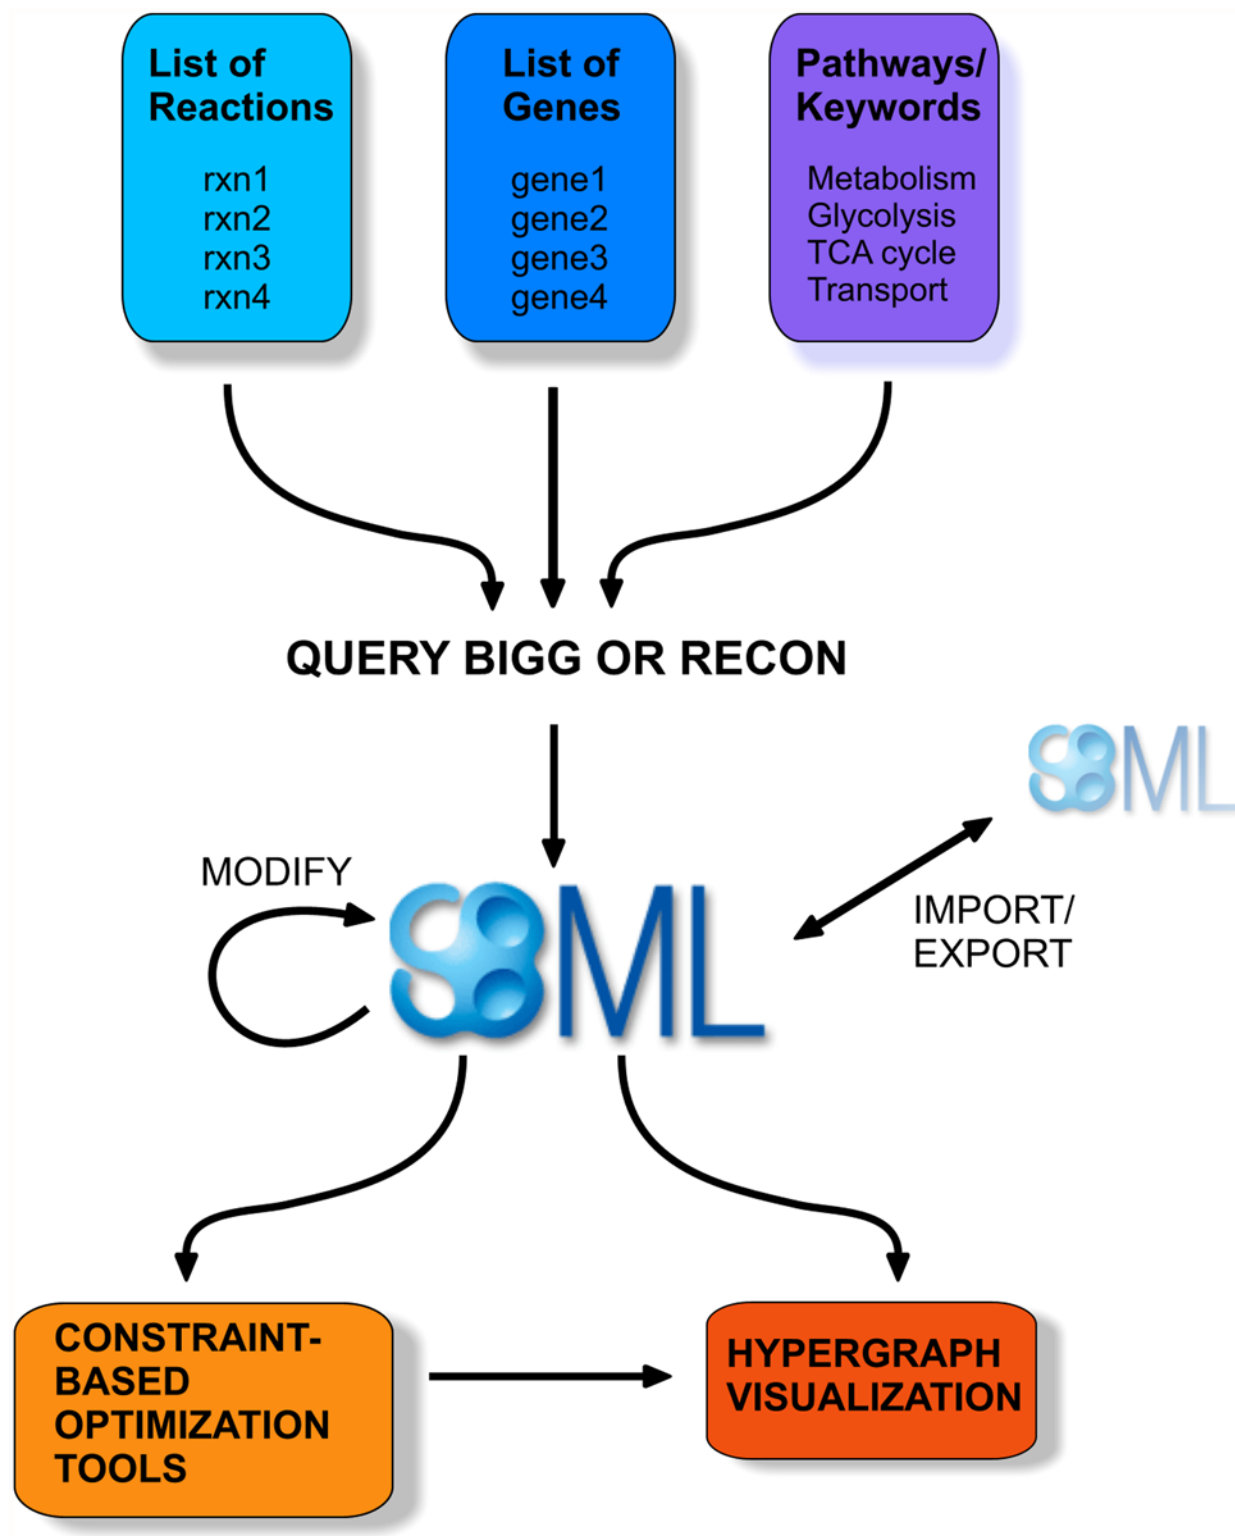 List of
Reactions
rxn1
rxn2
rxn3
rxn4
List of
Genes
gene1
gene2
gene3
gene4
Pathways/
Keywords
Metabolism
Glycolysis
TCA cycle
Transport
QUERY BIGG OR RECON
SBML
MODIFY
SBML
IMPORT/
EXPORT
CONSTRAINT-
BASED
OPTIMIZATION
TOOLS
HYPERGRAPH
VISUALIZATION